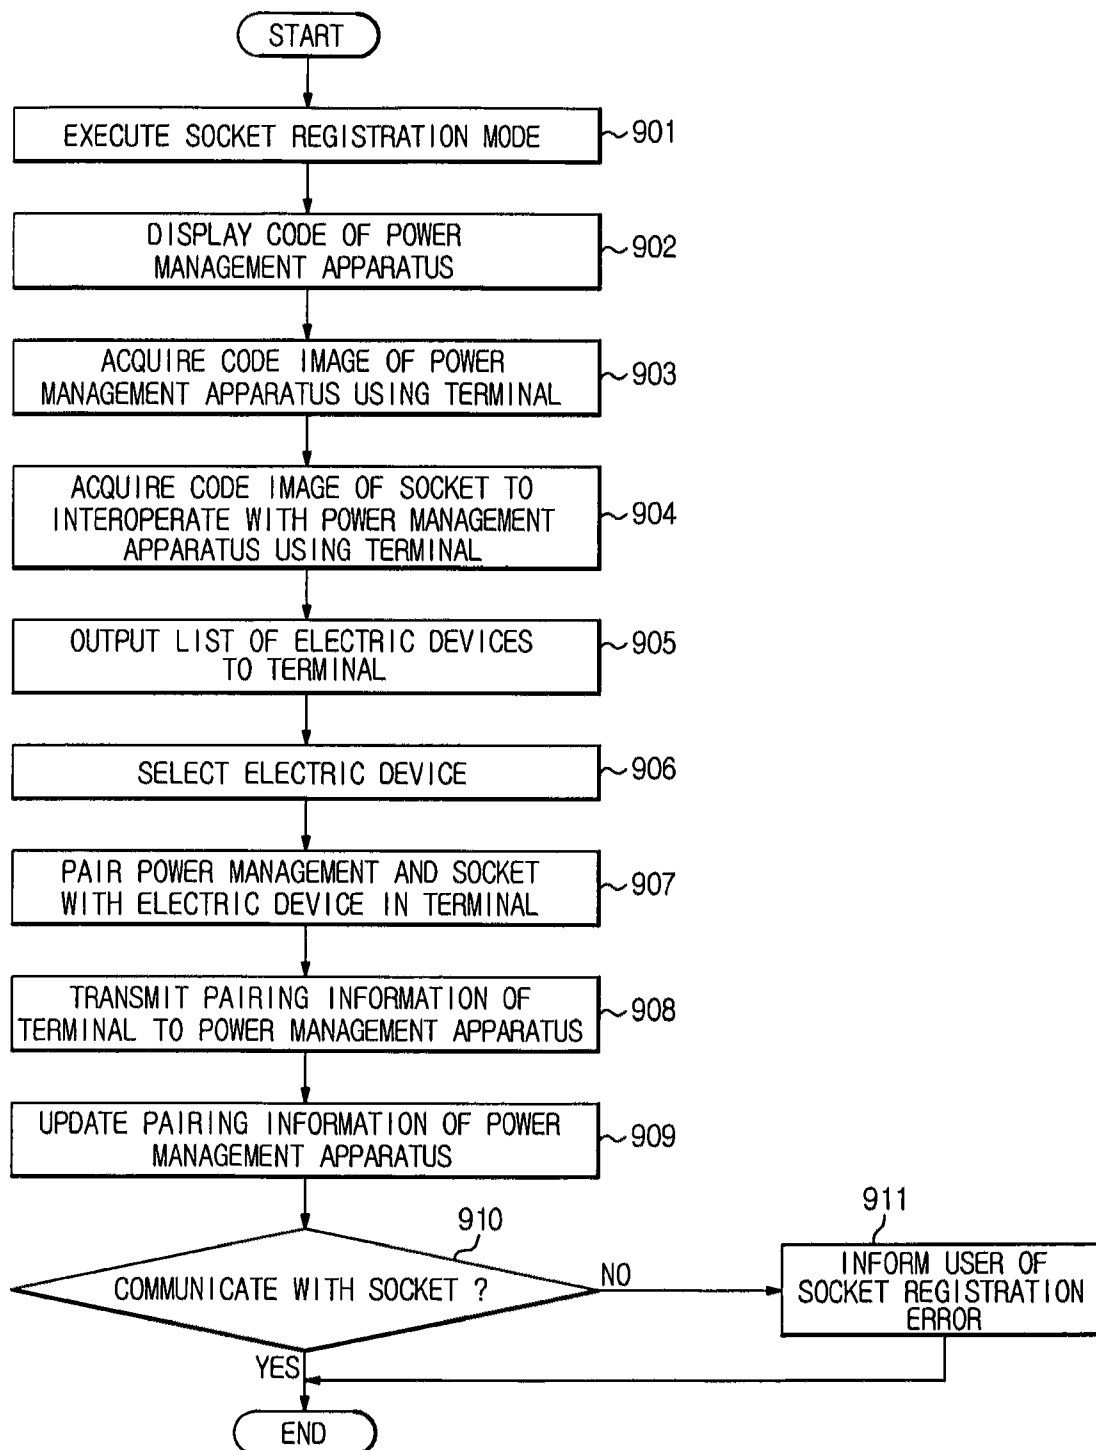 START
EXECUTE SOCKET REGISTRATION MODE
901
DISPLAY CODE OF POWER
MANAGEMENT APPARATUS
902
ACQUIRE CODE IMAGE OF POWER
MANAGEMENT APPARATUS USING TERMINAL
903
ACQUIRE CODE IMAGE OF SOCKET TO
INTEROPERATE WITH POWER MANAGEMENT
APPARATUS USING TERMINAL
904
OUTPUT LIST OF ELECTRIC DEVICES
TO TERMINAL
905
SELECT ELECTRIC DEVICE
906
PAIR POWER MANAGEMENT AND SOCKET
WITH ELECTRIC DEVICE IN TERMINAL
907
TRANSMIT PAIRING INFORMATION OF
TERMINAL TO POWER MANAGEMENT APPARATUS
908
UPDATE PAIRING INFORMATION OF POWER
MANAGEMENT APPARATUS
909
910
COMMUNICATE WITH SOCKET ?
NO
911
INFORM USER OF
SOCKET REGISTRATION
ERROR
YES
END